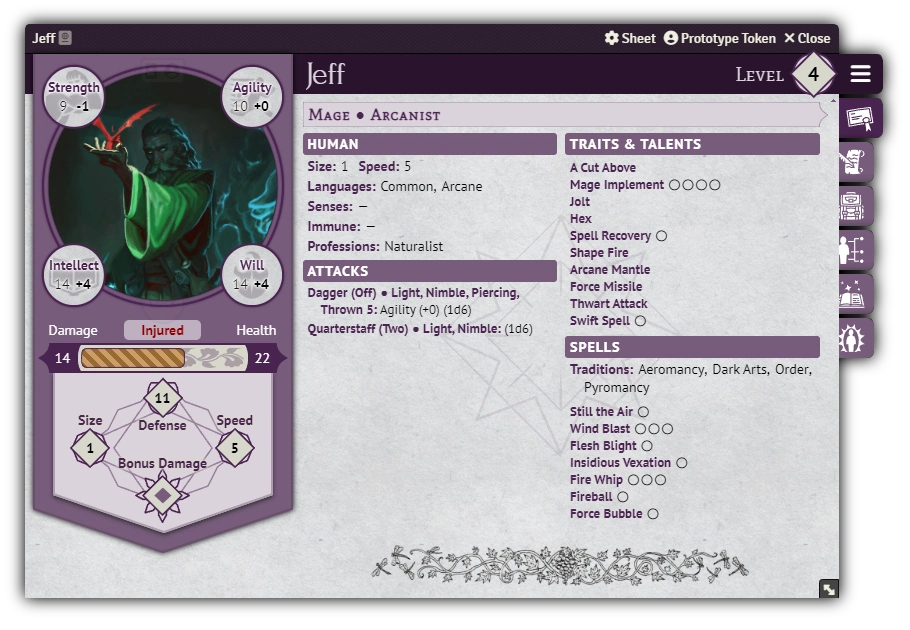 Jeff
Sheet Prototype Token Close
Jeff
Level 4
Strength
9 -1
Agility
10 +0
Intellect
14 +4
Will
14 +4
Damage Injured Health
14 22
11
Defense
Size
1
Speed
5
Bonus Damage
Mage • Arcanist
HUMAN
Size: 1 Speed: 5
Languages: Common, Arcane
Senses: —
Immune: —
Professions: Naturalist
ATTACKS
Dagger (Off) • Light, Nimble, Piercing,
Thrown 5: Agility (+0) (1d6)
Quarterstaff (Two) • Light, Nimble: (1d6)
TRAITS & TALENTS
A Cut Above
Mage Implement ○○○○
Jolt
Hex
Spell Recovery ○
Shape Fire
Arcane Mantle
Force Missile
Thwart Attack
Swift Spell ○
SPELLS
Traditions: Aeromancy, Dark Arts, Order,
Pyromancy
Still the Air ○
Wind Blast ○○○
Flesh Blight ○
Insidious Vexation ○
Fire Whip ○○○
Fireball ○
Force Bubble ○